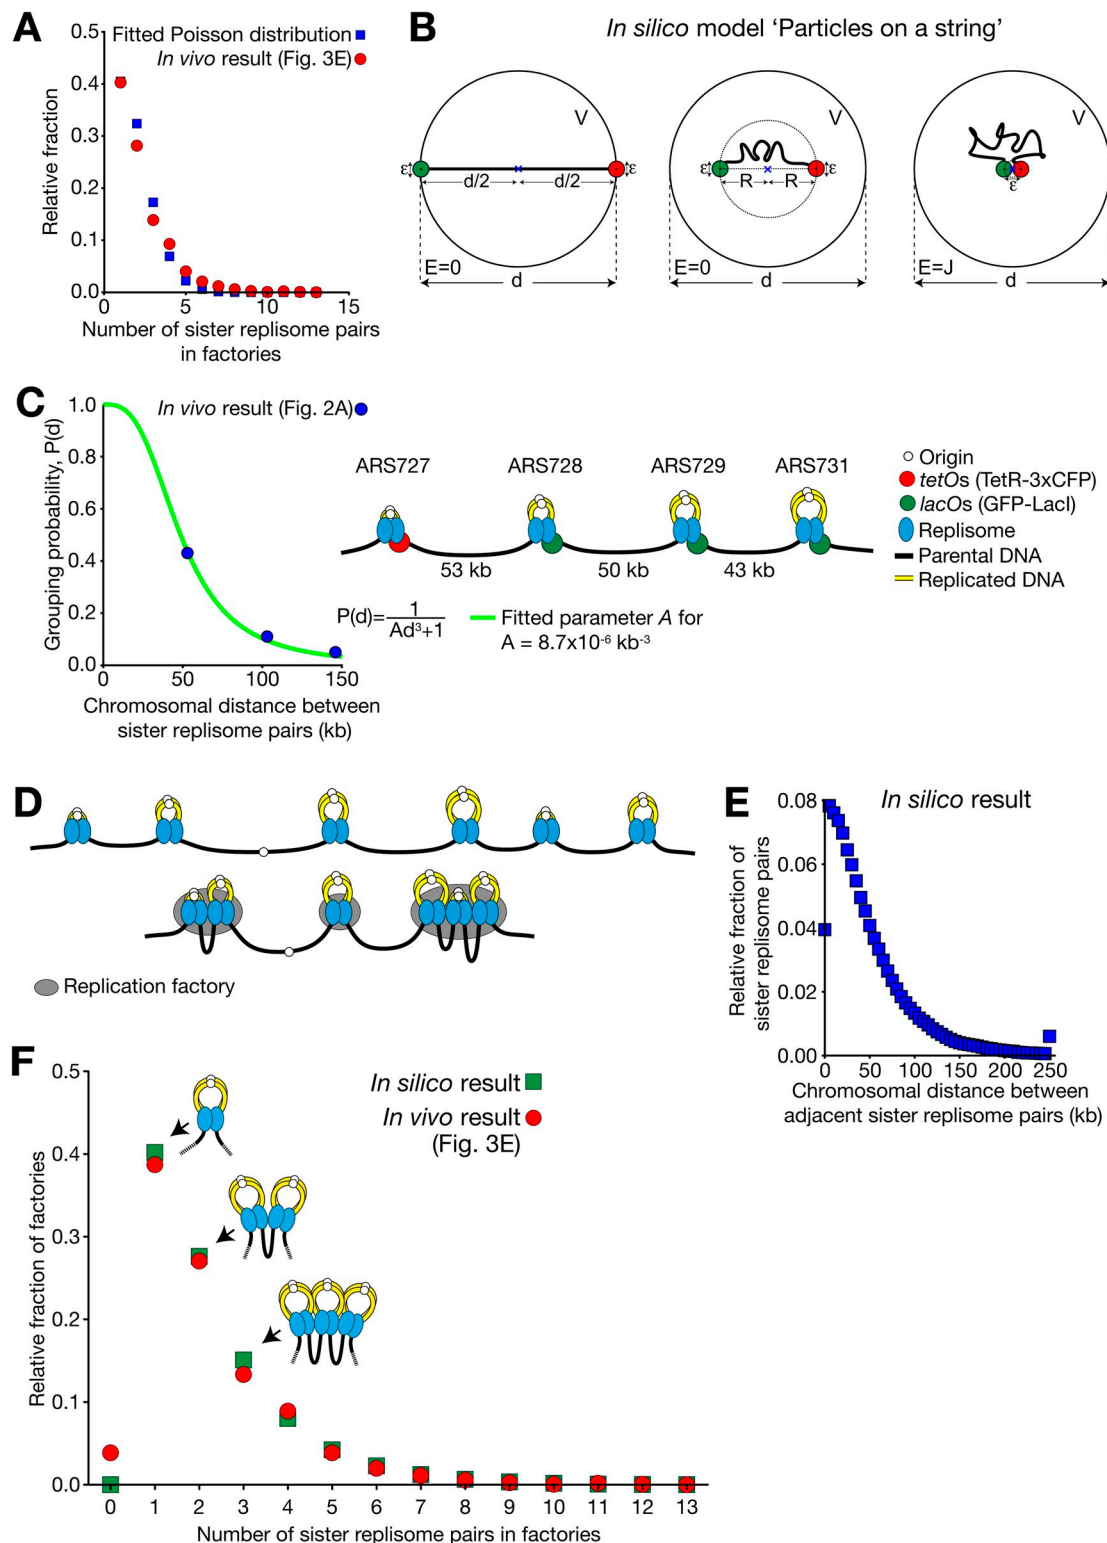 A
0.5
0.4
0.3
0.2
0.1
0.0
Relative fraction
Fitted Poisson distribution
In vivo result (Fig. 3E)
5
10
15
Number of sister replisome pairs
in factories
B
In silico model ‘Particles on a string’
V
ε
ε
d/2
d/2
E=0
d
V
ε
ε
R
R
E=0
d
V
ε
E=J
d
C
1.0
0.8
0.6
0.4
0.2
0.0
Grouping probability, P(d)
In vivo result (Fig. 2A)
0
50
100
150
Chromosomal distance between
sister replisome pairs (kb)
ARS727
ARS728
ARS729
ARS731
53 kb
50 kb
43 kb
P(d)=1/(Ad³+1)
Fitted parameter A for
A = 8.7x10⁻⁶ kb⁻³
Origin
tetOs (TetR-3xCFP)
lacOs (GFP-LacI)
Replisome
Parental DNA
Replicated DNA
D
Replication factory
E
In silico result
0.08
0.06
0.04
0.02
0.00
Relative fraction of
sister replisome pairs
0
50
100
150
200
250
Chromosomal distance between
adjacent sister replisome pairs (kb)
F
0.5
0.4
0.3
0.2
0.1
0.0
Relative fraction of factories
In silico result
In vivo result
(Fig. 3E)
0
1
2
3
4
5
6
7
8
9
10
11
12
13
Number of sister replisome pairs in factories